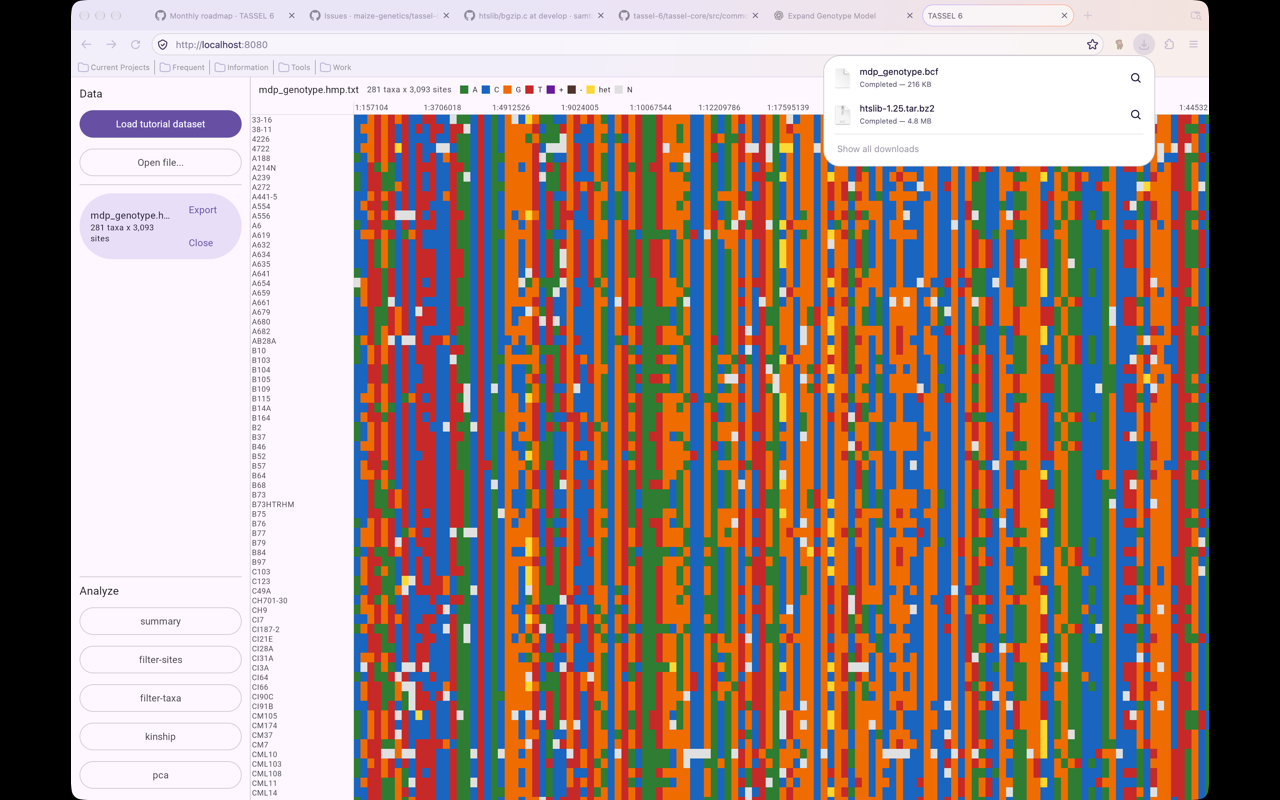 Monthly roadmap - TASSEL 6
Issues · maize-genetics/tassel-
htslib/bgzip.c at develop · sam
tassel-6/tassel-core/src/comm
Expand Genotype Model
TASSEL 6
http://localhost:8080
Current Projects
Frequent
Information
Tools
Work
mdp_genotype.bcf
Completed — 216 KB
htslib-1.25.tar.bz2
Completed — 4.8 MB
Show all downloads
Data
Load tutorial dataset
Open file...
mdp_genotype.h...
281 taxa x 3,093
sites
Export
Close
Analyze
summary
filter-sites
filter-taxa
kinship
pca
mdp_genotype.hmp.txt 281 taxa x 3,093 sites A C G T + - het N
1:157104 1:3706018 1:4912526 1:9024005 1:10067544 1:12209786 1:17595139 1:44532
33-16
38-11
4226
4722
A188
A214N
A239
A272
A441-5
A554
A556
A6
A619
A632
A634
A635
A641
A654
A659
A661
A679
A680
A682
AB28A
B10
B103
B104
B105
B109
B115
B14A
B164
B2
B37
B46
B52
B57
B64
B68
B73
B73HTRHM
B75
B76
B77
B79
B84
B97
C103
C123
C49A
CH701-30
CH9
CI7
CI187-2
CI21E
CI28A
CI31A
CI3A
CI64
CI66
CI90C
CI91B
CM105
CM174
CM37
CM7
CML10
CML103
CML108
CML11
CML14